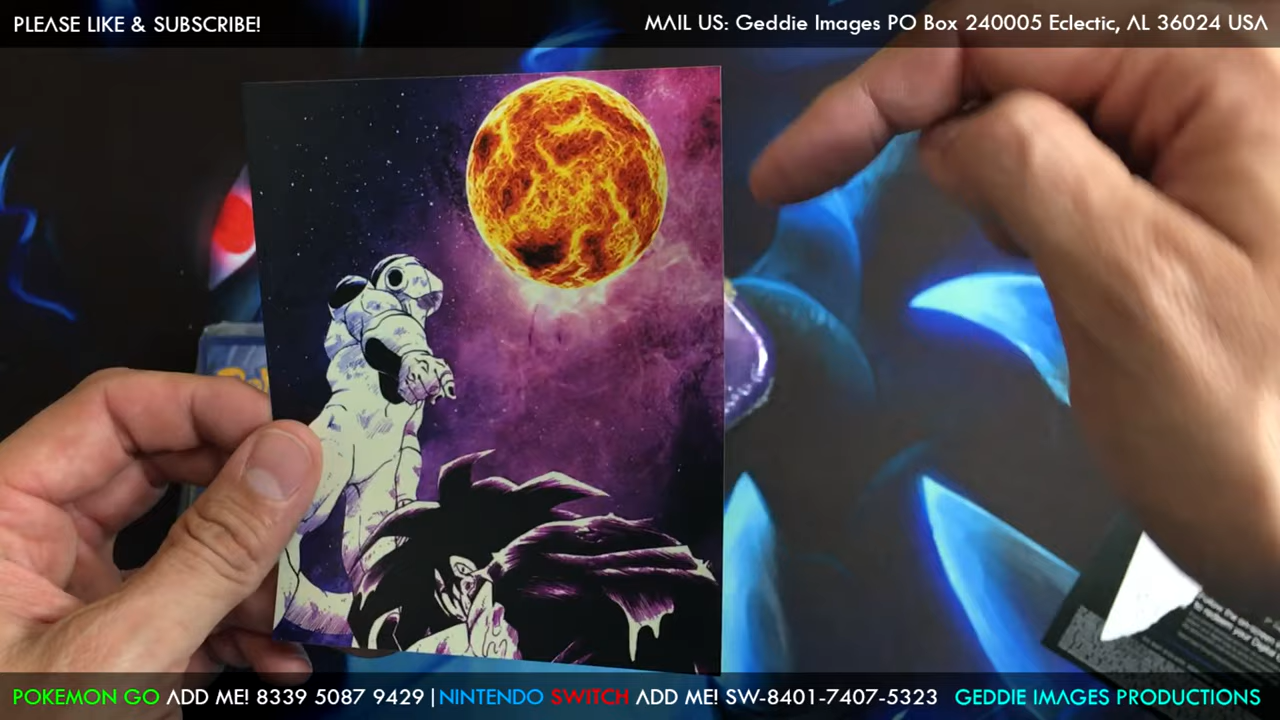 PLEASE LIKE & SUBSCRIBE!
MAIL US: Geddie Images PO Box 240005 Eclectic, AL 36024 USA
POKEMON GO ADD ME! 8339 5087 9429 | NINTENDO SWITCH ADD ME! SW-8401-7407-5323 GEDDIE IMAGES PRODUCTIONS